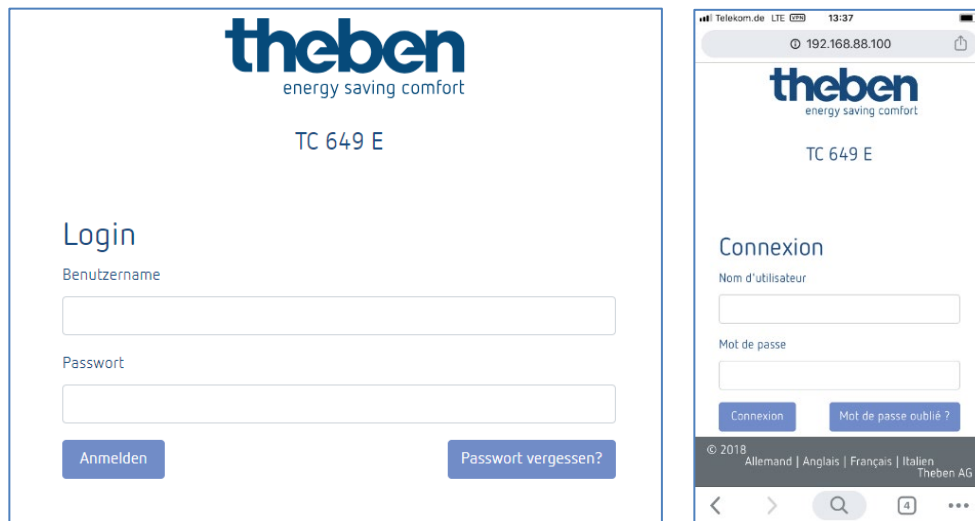 theben
energy saving comfort
TC 649 E
Login
Benutzername
Passwort
Anmelden
Passwort vergessen?
Telekom.de LTE VPN 13:37
192.168.88.100
theben
energy saving comfort
TC 649 E
Connexion
Nom d'utilisateur
Mot de passe
Connexion
Mot de passe oublié ?
© 2018
Allemand | Anglais | Français | Italien
Theben AG
4